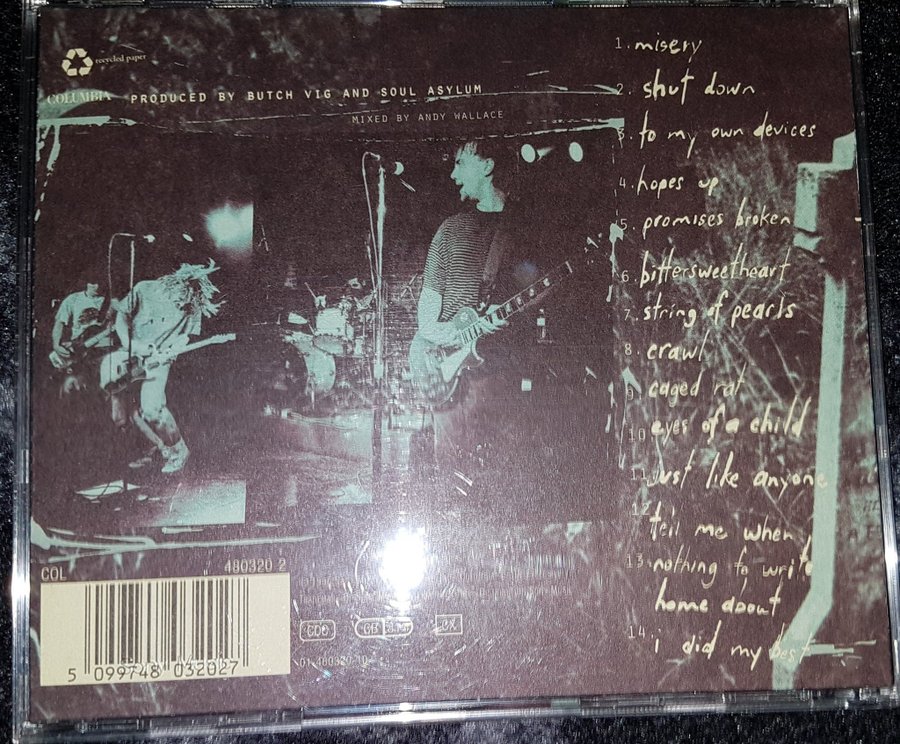 recycled paper
COLUMBIA PRODUCED BY BUTCH VIG AND SOUL ASYLUM
MIXED BY ANDY WALLACE
1. misery
2. shut down
3. to my own devices
4. hopes up
5. promises broken
6. bittersweetheart
7. string of pearls
8. crawl
9. caged rat
10 eyes of a child
11. just like anyone
12. tell me when
13. nothing to write
home about
14. i did my best
COL 480320 2
5 099748 032027
01-480320-10